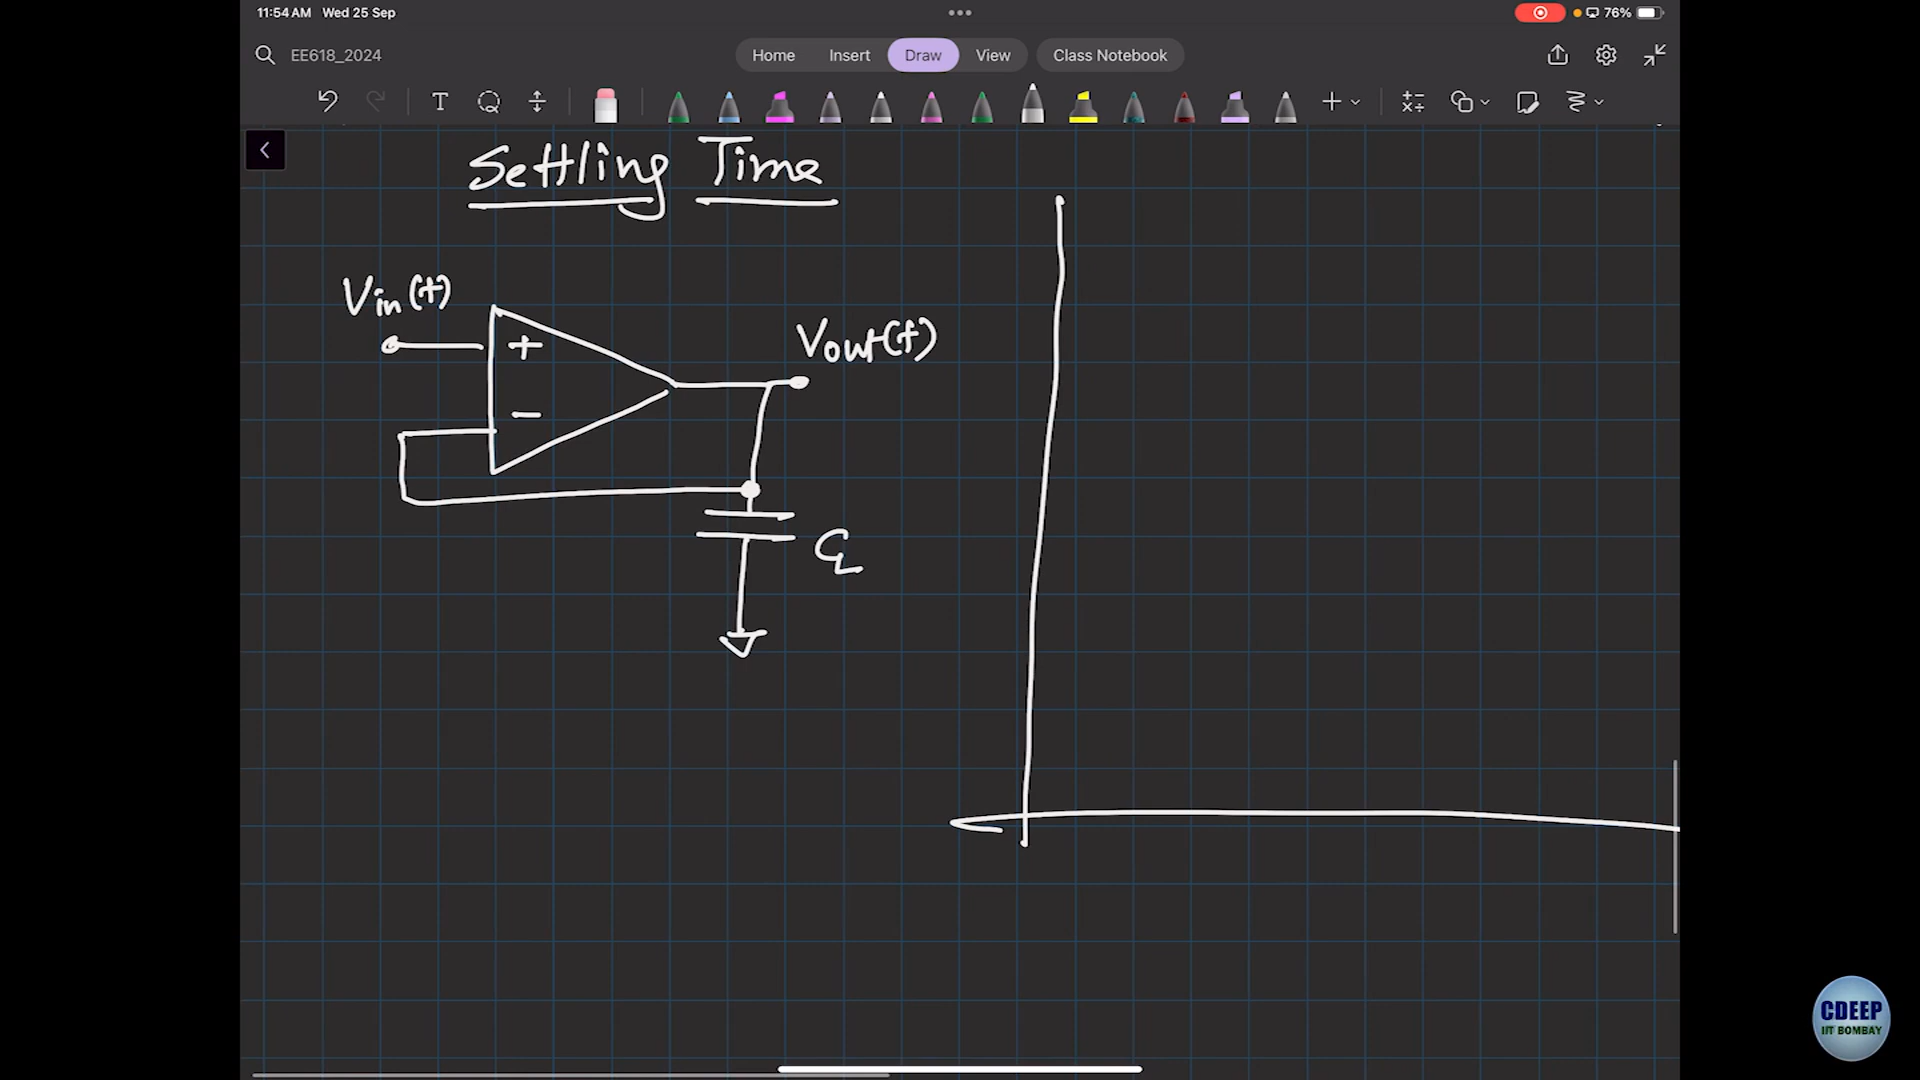 11:54 AM Wed 25 Sep
76%
EE618_2024
Home Insert Draw View Class Notebook
T
Settling Time
Vin(t)
+
Vout(t)
−
CL
CDEEP
IIT BOMBAY